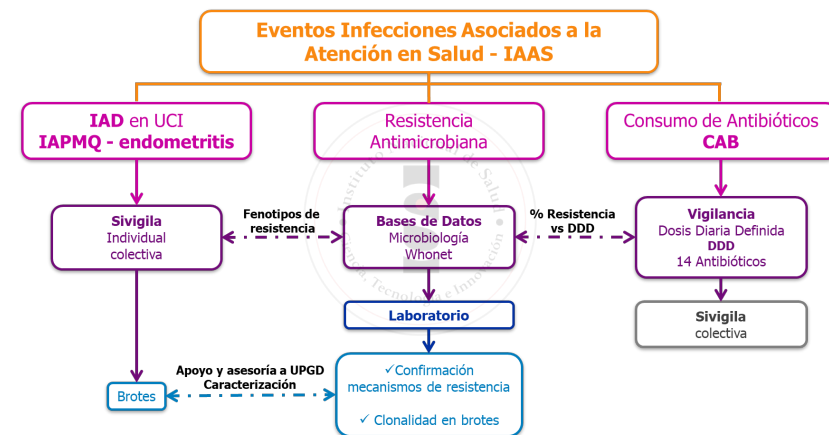 Eventos Infecciones Asociados a la
Atención en Salud - IAAS
IAD en UCI
IAPMQ - endometritis
Resistencia
Antimicrobiana
Consumo de Antibióticos
CAB
Sivigila
Individual
colectiva
Fenotipos de
resistencia
Bases de Datos
Microbiología
Whonet
% Resistencia
vs DDD
Vigilancia
Dosis Diaria Definida
DDD
14 Antibióticos
Laboratorio
Sivigila
colectiva
Apoyo y asesoría a UPGD
Caracterización
Brotes
✓Confirmación
mecanismos de resistencia
✓ Clonalidad en brotes